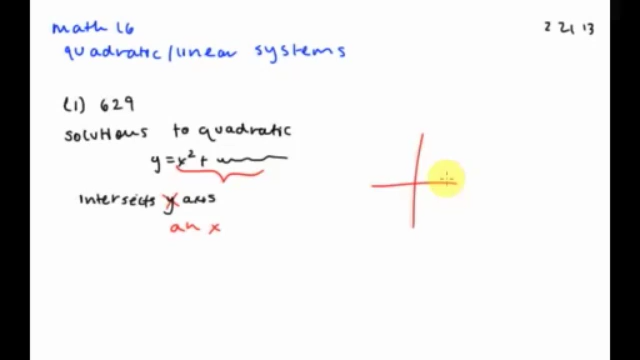 math 16
2 21 13
quadratic/linear systems
(1) 629
solutions to quadratic
y = x² +
intersects y axis
an x